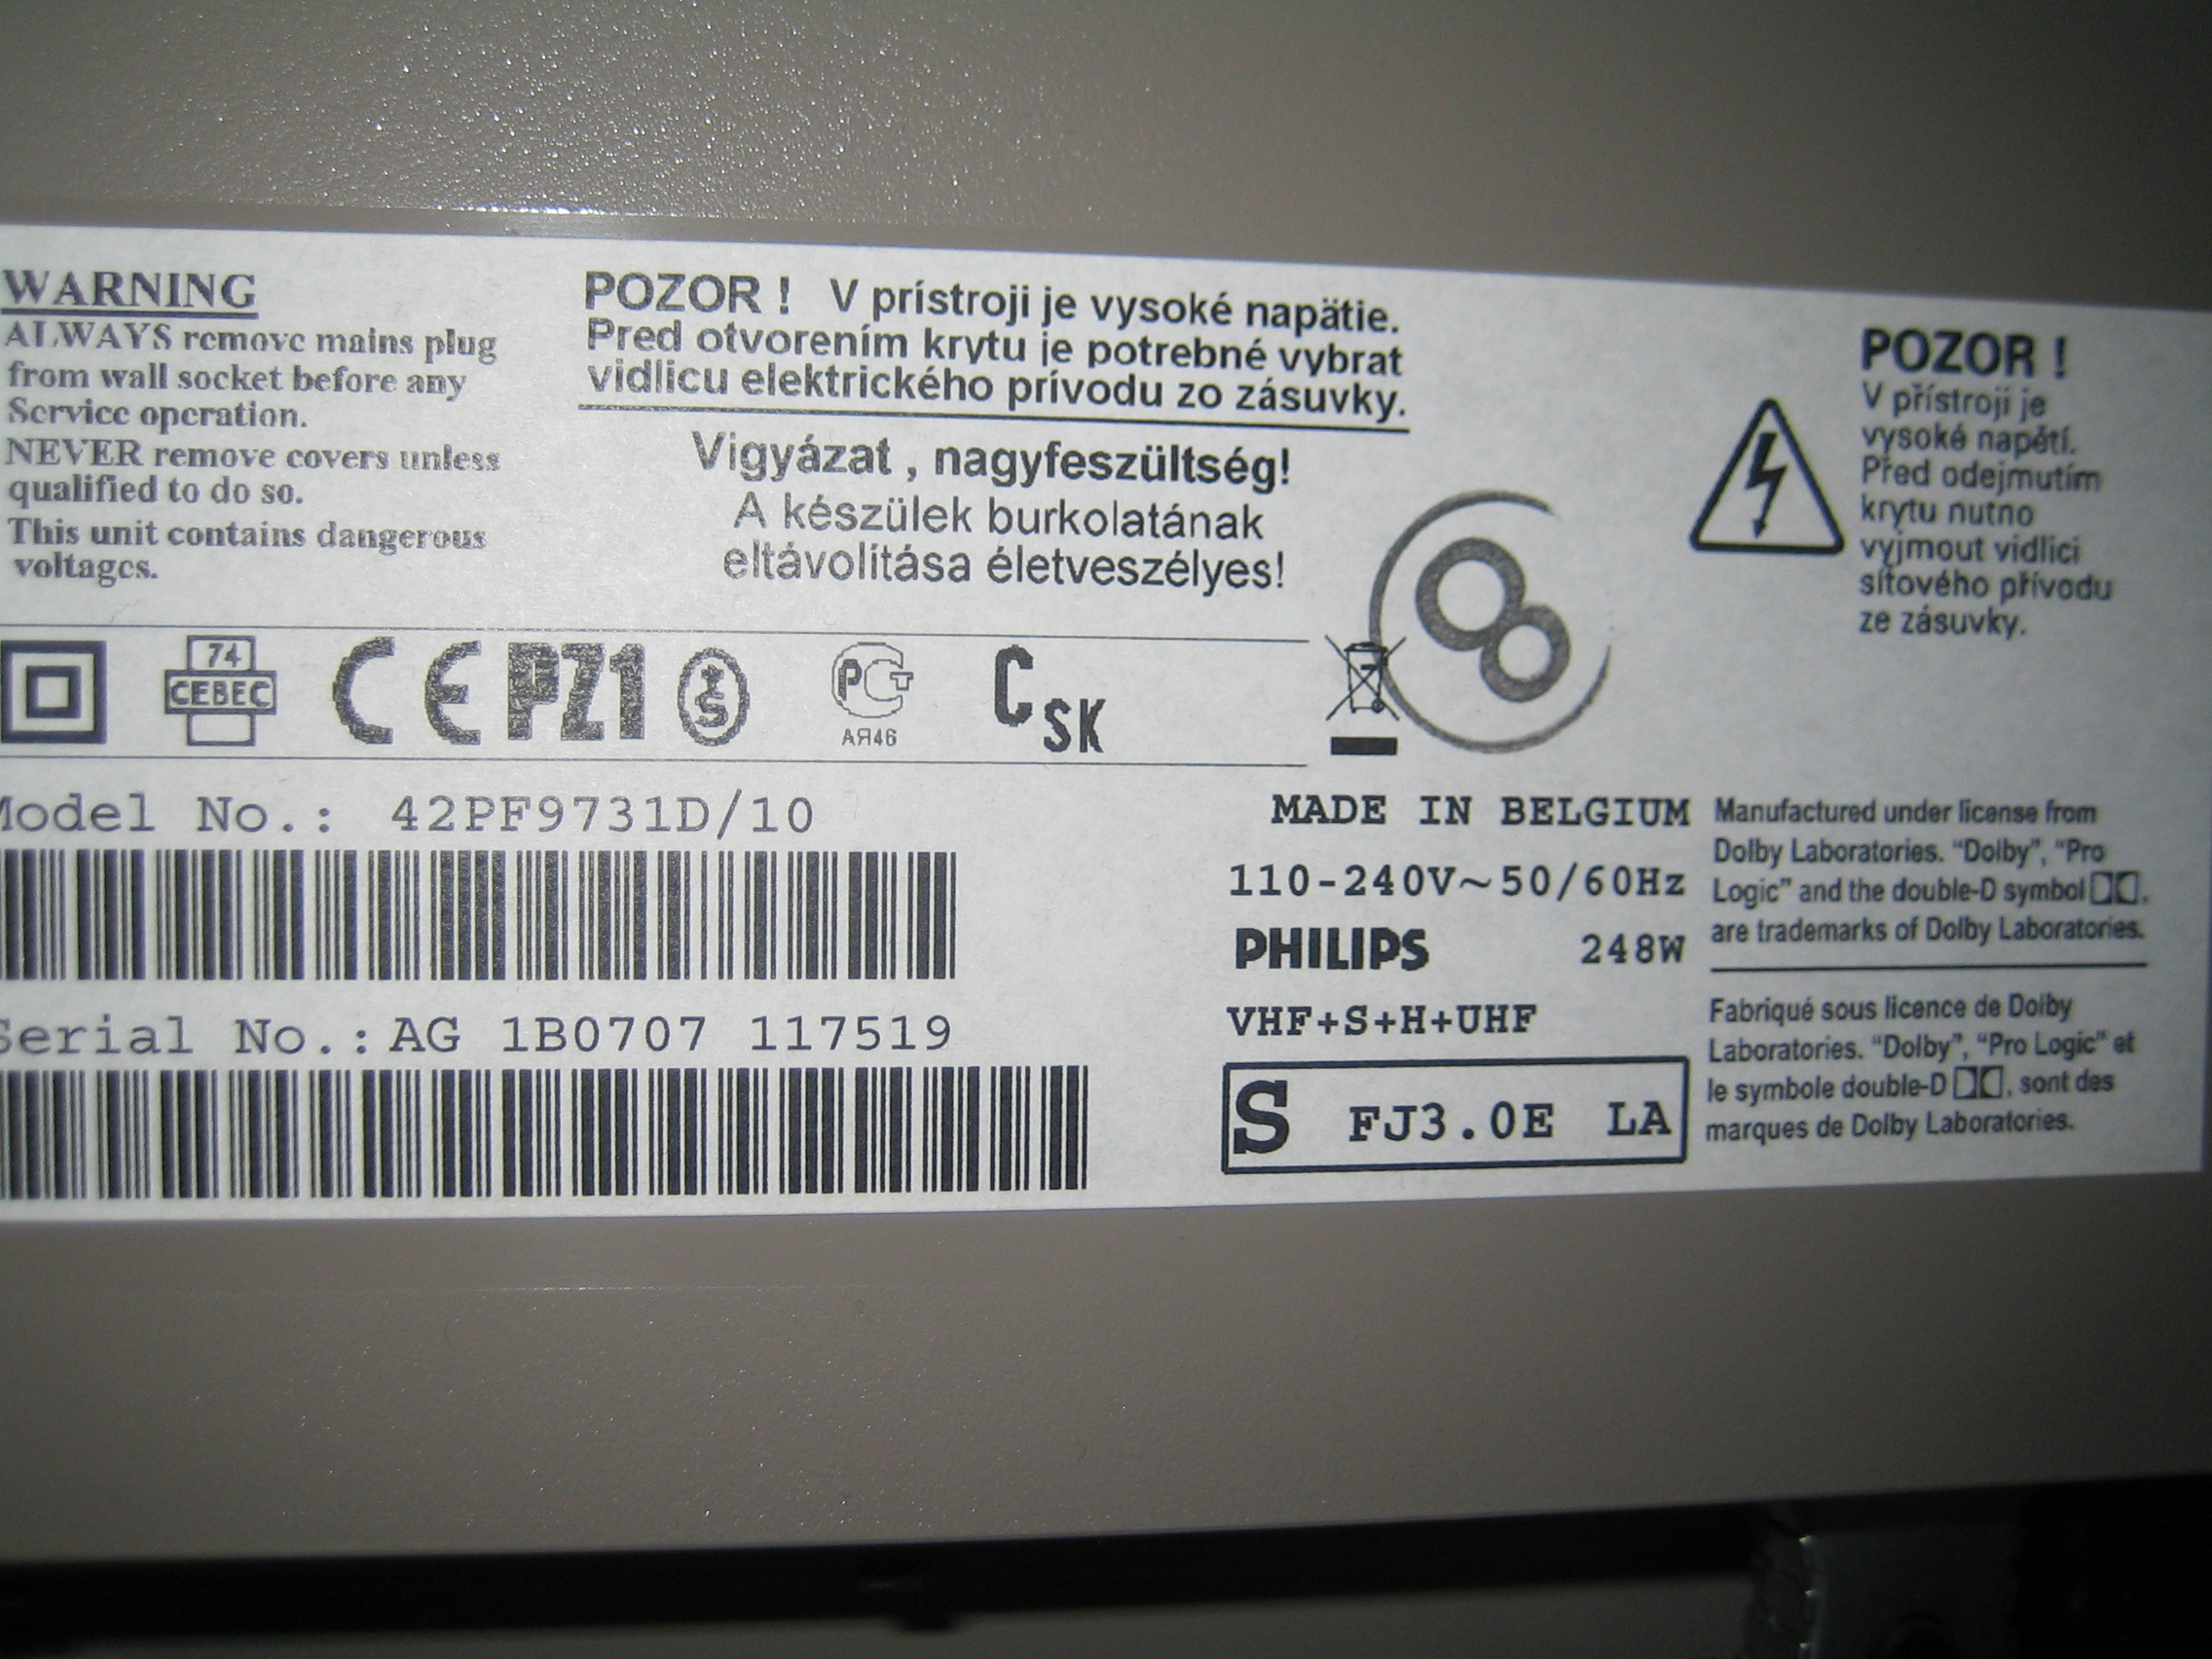 WARNING
ALWAYS remove mains plug
from wall socket before any
Service operation.
NEVER remove covers unless
qualified to do so.
This unit contains dangerous
voltages.
POZOR ! V prístroji je vysoké napätie.
Pred otvorením krytu je potrebné vybrat
vidlicu elektrického prívodu zo zásuvky.
Vigyázat , nagyfeszültség!
A készülek burkolatának
eltávolítása életveszélyes!
POZOR !
V přístroji je
vysoké napětí.
Před odejmutím
krytu nutno
vyjmout vidlici
síťového přívodu
ze zásuvky.
74
CEBEC
CE PZ1 S
PCT
АЯ46
C SK
8
Model No.: 42PF9731D/10
Serial No.: AG 1B0707 117519
MADE IN BELGIUM
110-240V~50/60Hz
PHILIPS 248W
VHF+S+H+UHF
S FJ3.0E LA
Manufactured under license from
Dolby Laboratories. “Dolby”, “Pro
Logic” and the double-D symbol
are trademarks of Dolby Laboratories.
Fabriqué sous licence de Dolby
Laboratories. “Dolby”, “Pro Logic” et
le symbole double-D , sont des
marques de Dolby Laboratories.